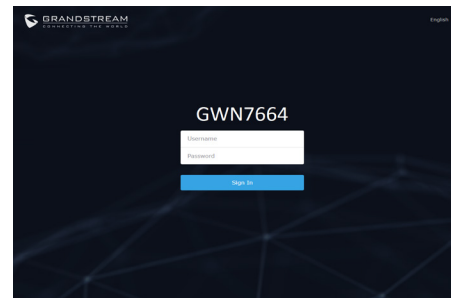 GRANDSTREAM
CONNECTING THE WORLD
English
GWN7664
Username
Password
Sign In